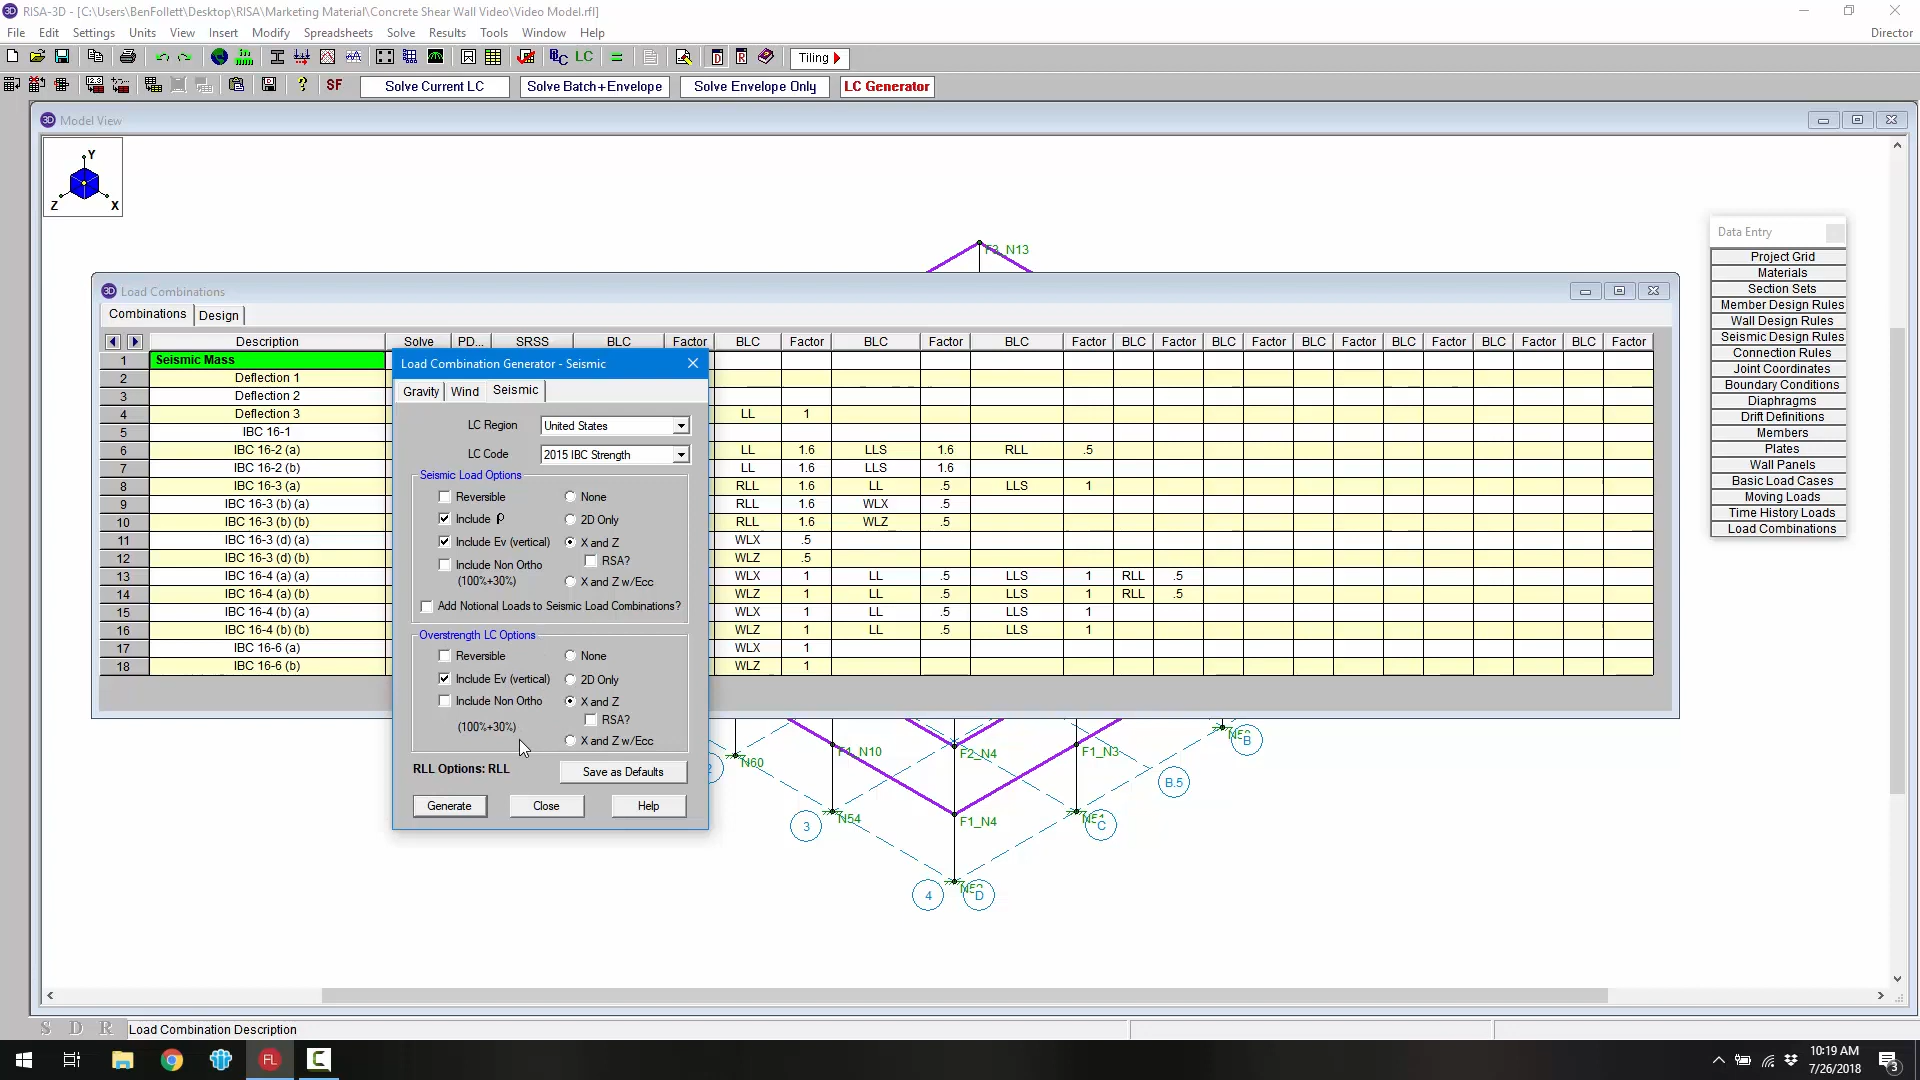 RISA-3D - [C:\Users\BenFollett\Desktop\RISA\Marketing Material\Concrete Shear Wall Video\Video Model.rfl]
File Edit Settings Units View Insert Modify Spreadsheets Solve Results Tools Window Help Director
Tiling
SF Solve Current LC Solve Batch+Envelope Solve Envelope Only LC Generator
3D Model View
Y
Z X
F3_N13
Data Entry
Project Grid
Materials
Section Sets
Member Design Rules
Wall Design Rules
Seismic Design Rules
Connection Rules
Joint Coordinates
Boundary Conditions
Diaphragms
Drift Definitions
Members
Plates
Wall Panels
Basic Load Cases
Moving Loads
Time History Loads
Load Combinations
3D Load Combinations
Combinations Design
Description Solve PD... SRSS BLC Factor BLC Factor BLC Factor BLC Factor BLC Factor BLC Factor BLC Factor BLC Factor BLC Factor
1 Seismic Mass
2 Deflection 1
3 Deflection 2
4 Deflection 3 LL 1
5 IBC 16-1
6 IBC 16-2 (a) LL 1.6 LLS 1.6 RLL .5
7 IBC 16-2 (b) LL 1.6 LLS 1.6
8 IBC 16-3 (a) RLL 1.6 LL .5 LLS 1
9 IBC 16-3 (b) (a) RLL 1.6 WLX .5
10 IBC 16-3 (b) (b) RLL 1.6 WLZ .5
11 IBC 16-3 (d) (a) WLX .5
12 IBC 16-3 (d) (b) WLZ .5
13 IBC 16-4 (a) (a) WLX 1 LL .5 LLS 1 RLL .5
14 IBC 16-4 (a) (b) WLZ 1 LL .5 LLS 1 RLL .5
15 IBC 16-4 (b) (a) WLX 1 LL .5 LLS 1
16 IBC 16-4 (b) (b) WLZ 1 LL .5 LLS 1
17 IBC 16-6 (a) WLX 1
18 IBC 16-6 (b) WLZ 1
Load Combination Generator - Seismic
Gravity Wind Seismic
LC Region United States
LC Code 2015 IBC Strength
Seismic Load Options
Reversible None
Include ρ 2D Only
Include Ev (vertical) X and Z
Include Non Ortho RSA?
(100%+30%) X and Z w/Ecc
Add Notional Loads to Seismic Load Combinations?
Overstrength LC Options
Reversible None
Include Ev (vertical) 2D Only
Include Non Ortho X and Z
RSA?
(100%+30%) X and Z w/Ecc
RLL Options: RLL Save as Defaults
Generate Close Help
B
F1_N10 F2_N4 F1_N3
N60 2
B.5
N54 F1_N4 C
3
4 D
S D R Load Combination Description
FL
10:19 AM
7/26/2018
3